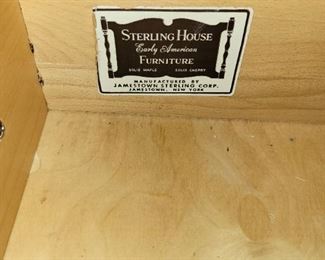 STERLING HOUSE
Early American
FURNITURE
SOLID MAPLE SOLID CHERRY
MANUFACTURED BY
JAMESTOWN STERLING CORP.
JAMESTOWN, NEW YORK